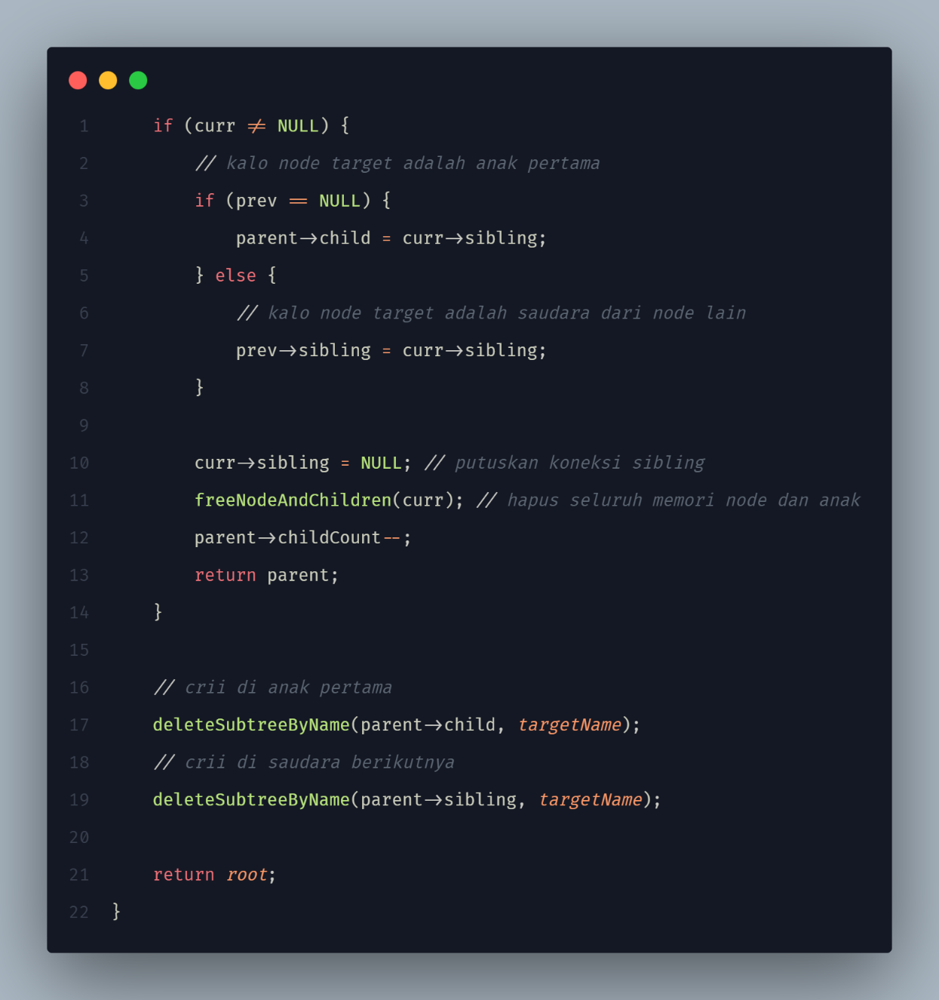 1 if (curr != NULL) {
2 // kalo node target adalah anak pertama
3 if (prev == NULL) {
4 parent->child = curr->sibling;
5 } else {
6 // kalo node target adalah saudara dari node lain
7 prev->sibling = curr->sibling;
8 }
9
10 curr->sibling = NULL; // putuskan koneksi sibling
11 freeNodeAndChildren(curr); // hapus seluruh memori node dan anak
12 parent->childCount--;
13 return parent;
14 }
15
16 // crii di anak pertama
17 deleteSubtreeByName(parent->child, targetName);
18 // crii di saudara berikutnya
19 deleteSubtreeByName(parent->sibling, targetName);
20
21 return root;
22 }